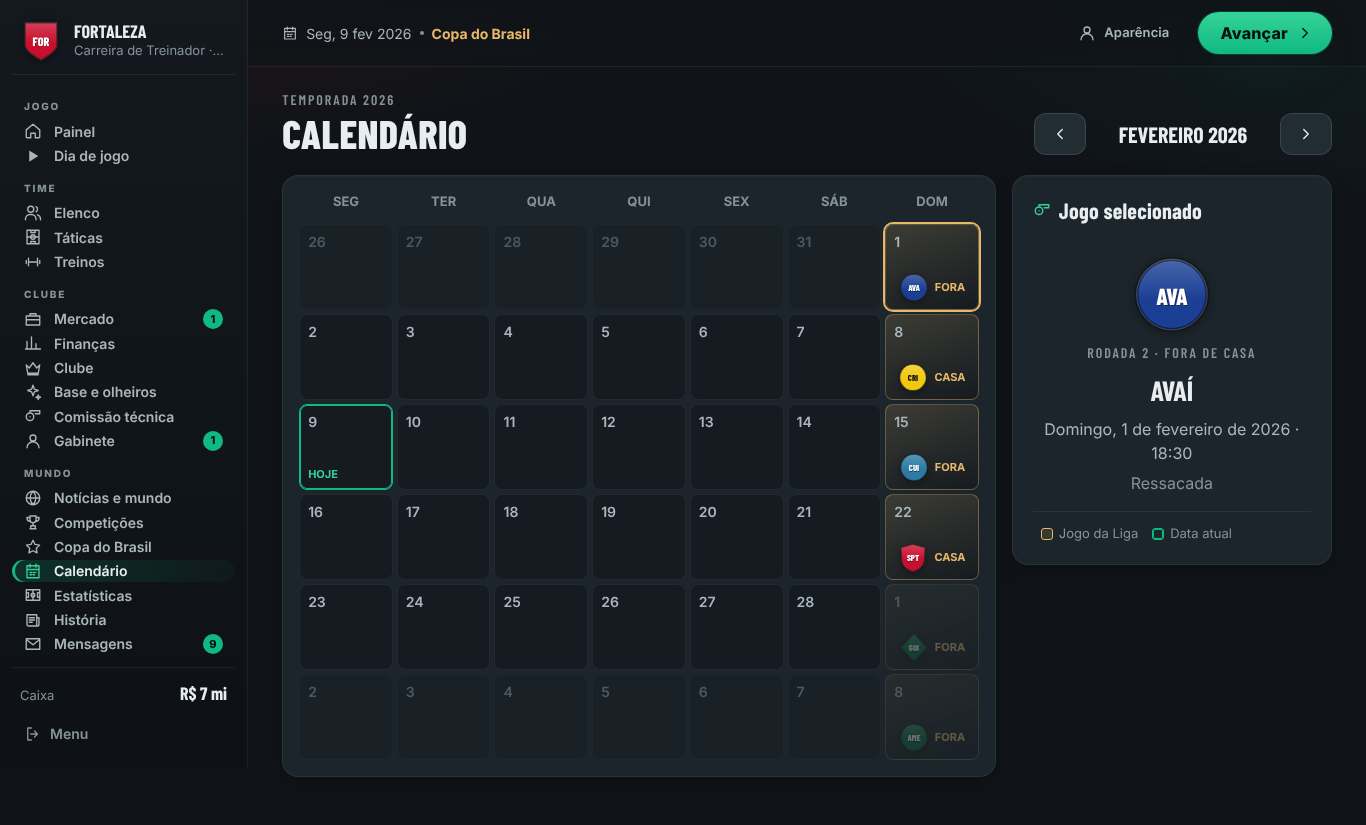 FOR
FORTALEZA
Carreira de Treinador ·...
JOGO
Painel
Dia de jogo
TIME
Elenco
Táticas
Treinos
CLUBE
Mercado 1
Finanças
Clube
Base e olheiros
Comissão técnica
Gabinete 1
MUNDO
Notícias e mundo
Competições
Copa do Brasil
Calendário
Estatísticas
História
Mensagens 9
Caixa R$ 7 mi
Menu
Seg, 9 fev 2026 • Copa do Brasil
Aparência
Avançar
TEMPORADA 2026
CALENDÁRIO
FEVEREIRO 2026
SEG TER QUA QUI SEX SÁB DOM
26 27 28 29 30 31 1
AVA FORA
2 3 4 5 6 7 8
CRI CASA
9 10 11 12 13 14 15
HOJE CUI FORA
16 17 18 19 20 21 22
SPT CASA
23 24 25 26 27 28 1
FORA
2 3 4 5 6 7 8
AME FORA
Jogo selecionado
AVA
RODADA 2 · FORA DE CASA
AVAÍ
Domingo, 1 de fevereiro de 2026 ·
18:30
Ressacada
Jogo da Liga Data atual